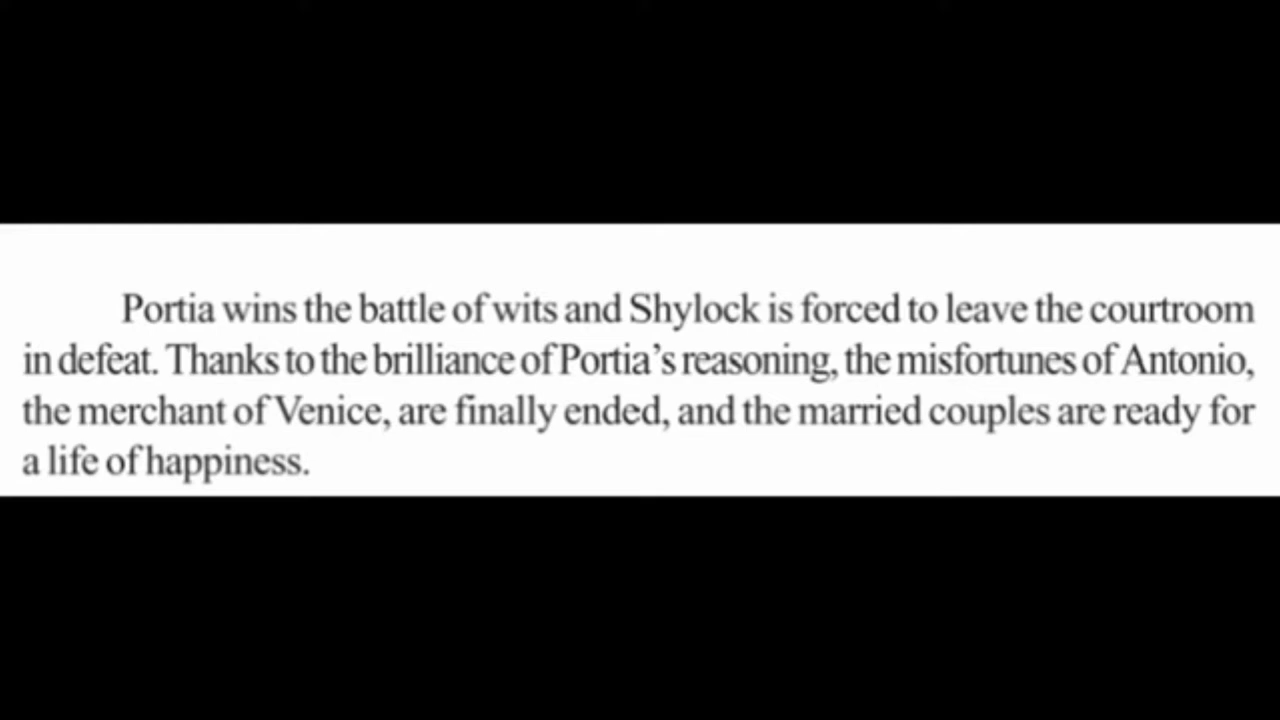 Portia wins the battle of wits and Shylock is forced to leave the courtroom
in defeat. Thanks to the brilliance of Portia's reasoning, the misfortunes of Antonio,
the merchant of Venice, are finally ended, and the married couples are ready for
a life of happiness.